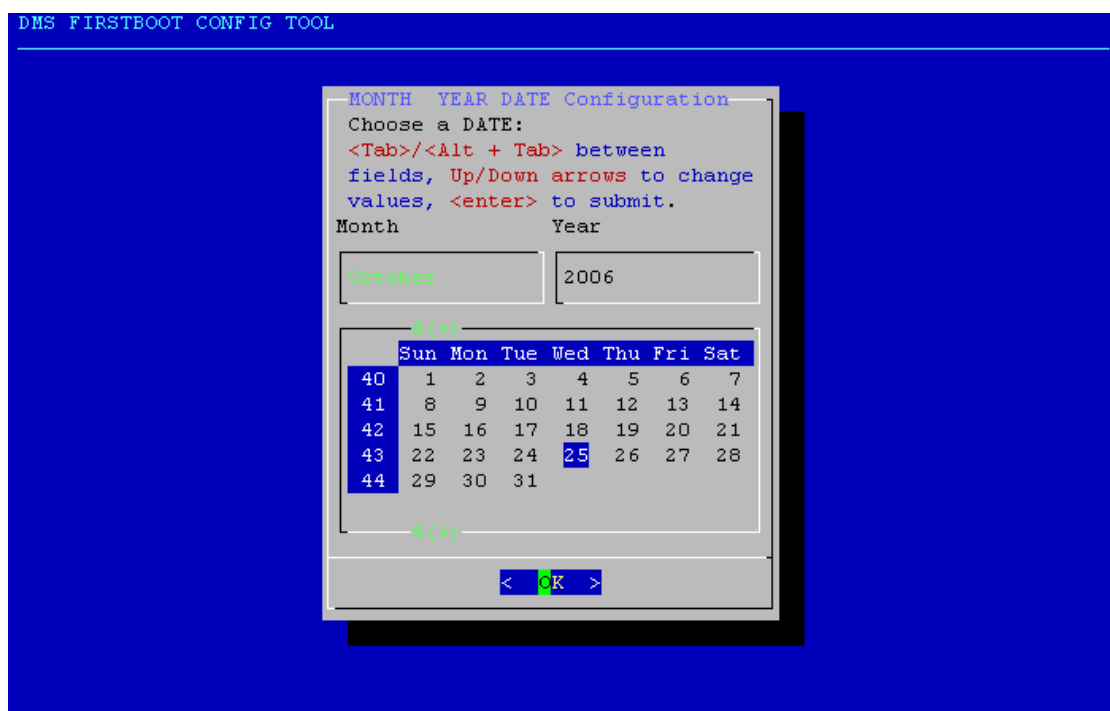 DMS FIRSTBOOT CONFIG TOOL
MONTH  YEAR DATE Configuration
Choose a DATE:
<Tab>/<Alt + Tab> between
fields, Up/Down arrows to change
values, <enter> to submit.
Month Year
October 2006
(+)
Sun Mon Tue Wed Thu Fri Sat
40 1 2 3 4 5 6 7
41 8 9 10 11 12 13 14
42 15 16 17 18 19 20 21
43 22 23 24 25 26 27 28
44 29 30 31
(+)
< OK >